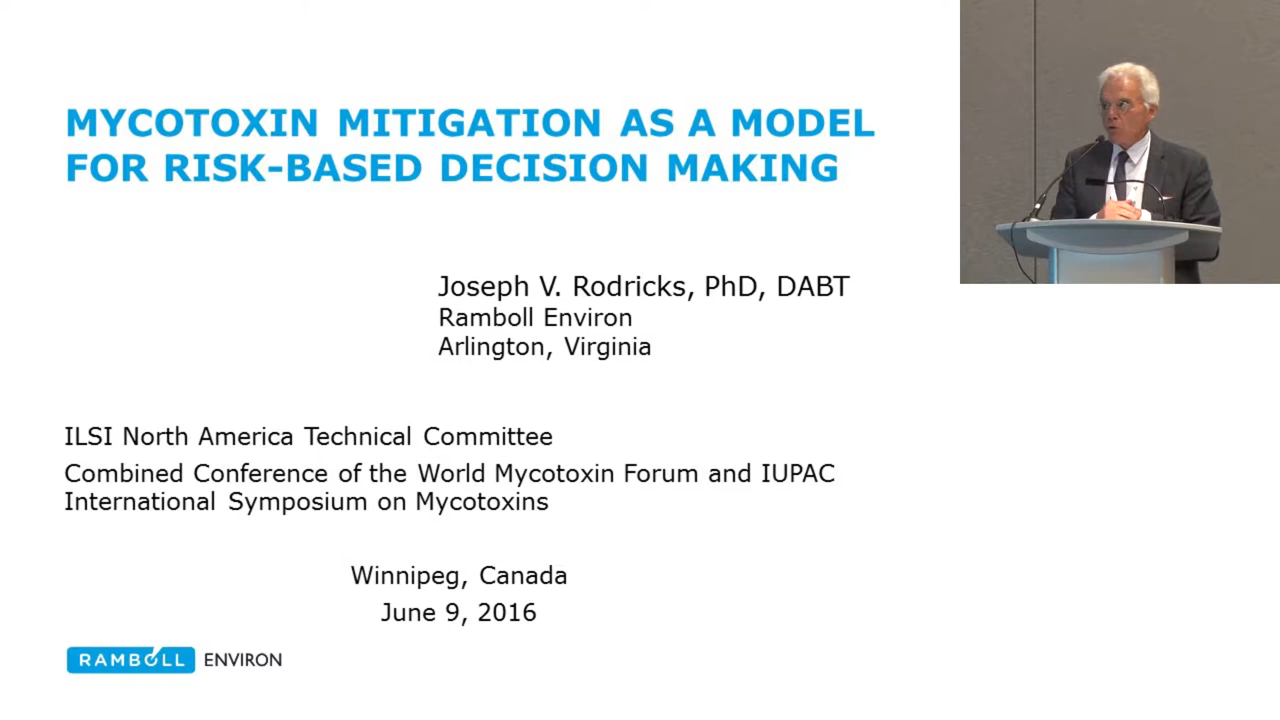 MYCOTOXIN MITIGATION AS A MODEL
FOR RISK-BASED DECISION MAKING
Joseph V. Rodricks, PhD, DABT
Ramboll Environ
Arlington, Virginia
ILSI North America Technical Committee
Combined Conference of the World Mycotoxin Forum and IUPAC
International Symposium on Mycotoxins
Winnipeg, Canada
June 9, 2016
RAMBOLL ENVIRON